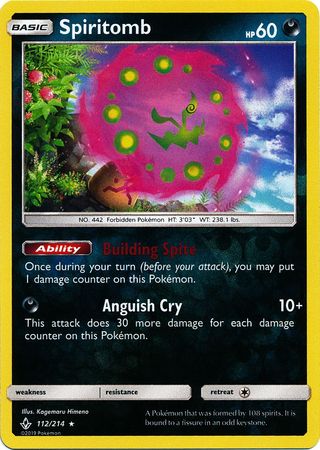 BASIC
Spiritomb
HP60
NO. 442 Forbidden Pokémon HT: 3'03" WT: 238.1 lbs.
Ability Building Spite
Once during your turn (before your attack), you may put
1 damage counter on this Pokémon.
Anguish Cry 10+
This attack does 30 more damage for each damage
counter on this Pokémon.
weakness resistance retreat
Illus. Kagemaru Himeno
112/214 ★
©2019 Pokémon
A Pokémon that was formed by 108 spirits. It is
bound to a fissure in an odd keystone.